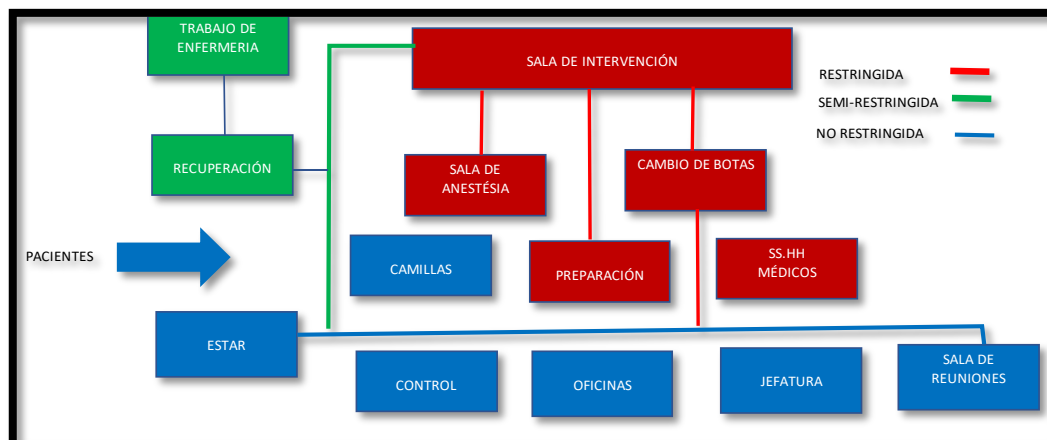 TRABAJO DE
ENFERMERIA
SALA DE INTERVENCIÓN
RESTRINGIDA
SEMI-RESTRINGIDA
NO RESTRINGIDA
RECUPERACIÓN
SALA DE
ANESTÉSIA
CAMBIO DE BOTAS
PACIENTES
CAMILLAS
PREPARACIÓN
SS.HH
MÉDICOS
ESTAR
CONTROL
OFICINAS
JEFATURA
SALA DE
REUNIONES